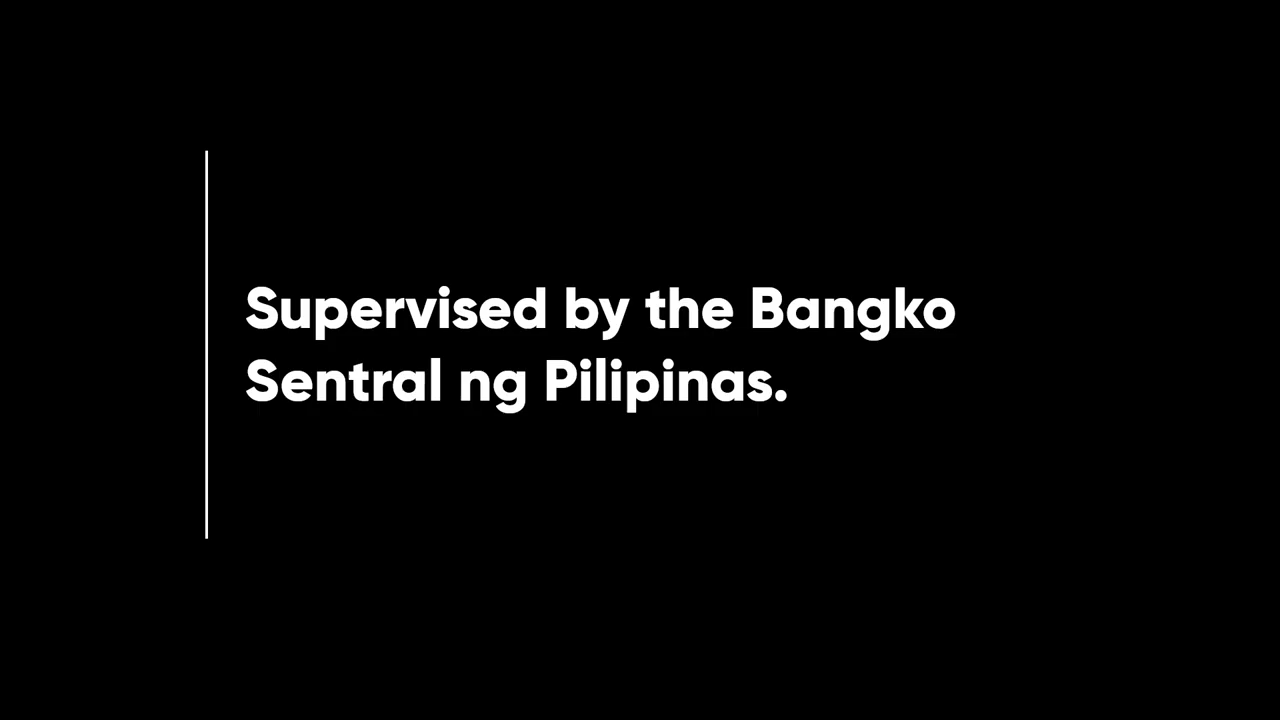 Supervised by the Bangko
Sentral ng Pilipinas.